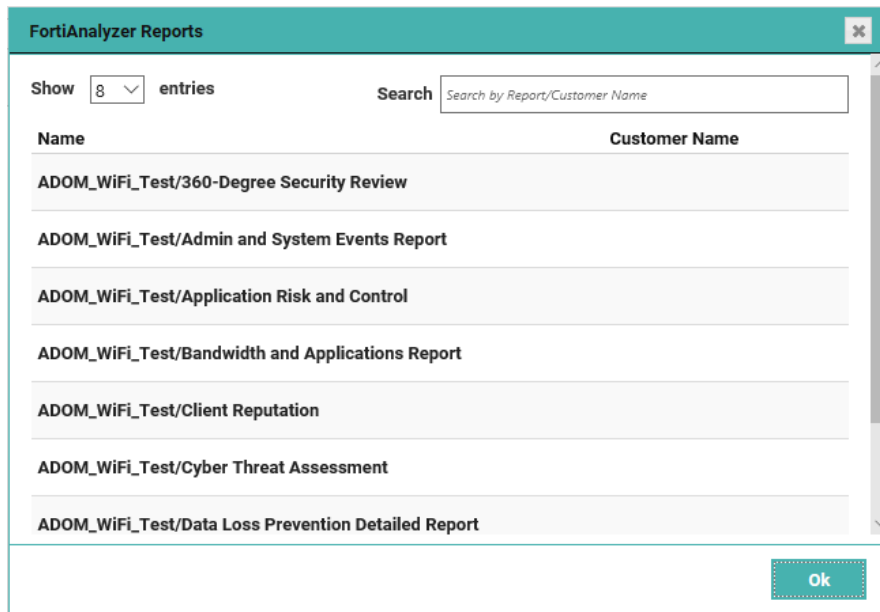 FortiAnalyzer Reports
Show 8 entries
Search Search by Report/Customer Name
Name Customer Name
ADOM_WiFi_Test/360-Degree Security Review
ADOM_WiFi_Test/Admin and System Events Report
ADOM_WiFi_Test/Application Risk and Control
ADOM_WiFi_Test/Bandwidth and Applications Report
ADOM_WiFi_Test/Client Reputation
ADOM_WiFi_Test/Cyber Threat Assessment
ADOM_WiFi_Test/Data Loss Prevention Detailed Report
Ok